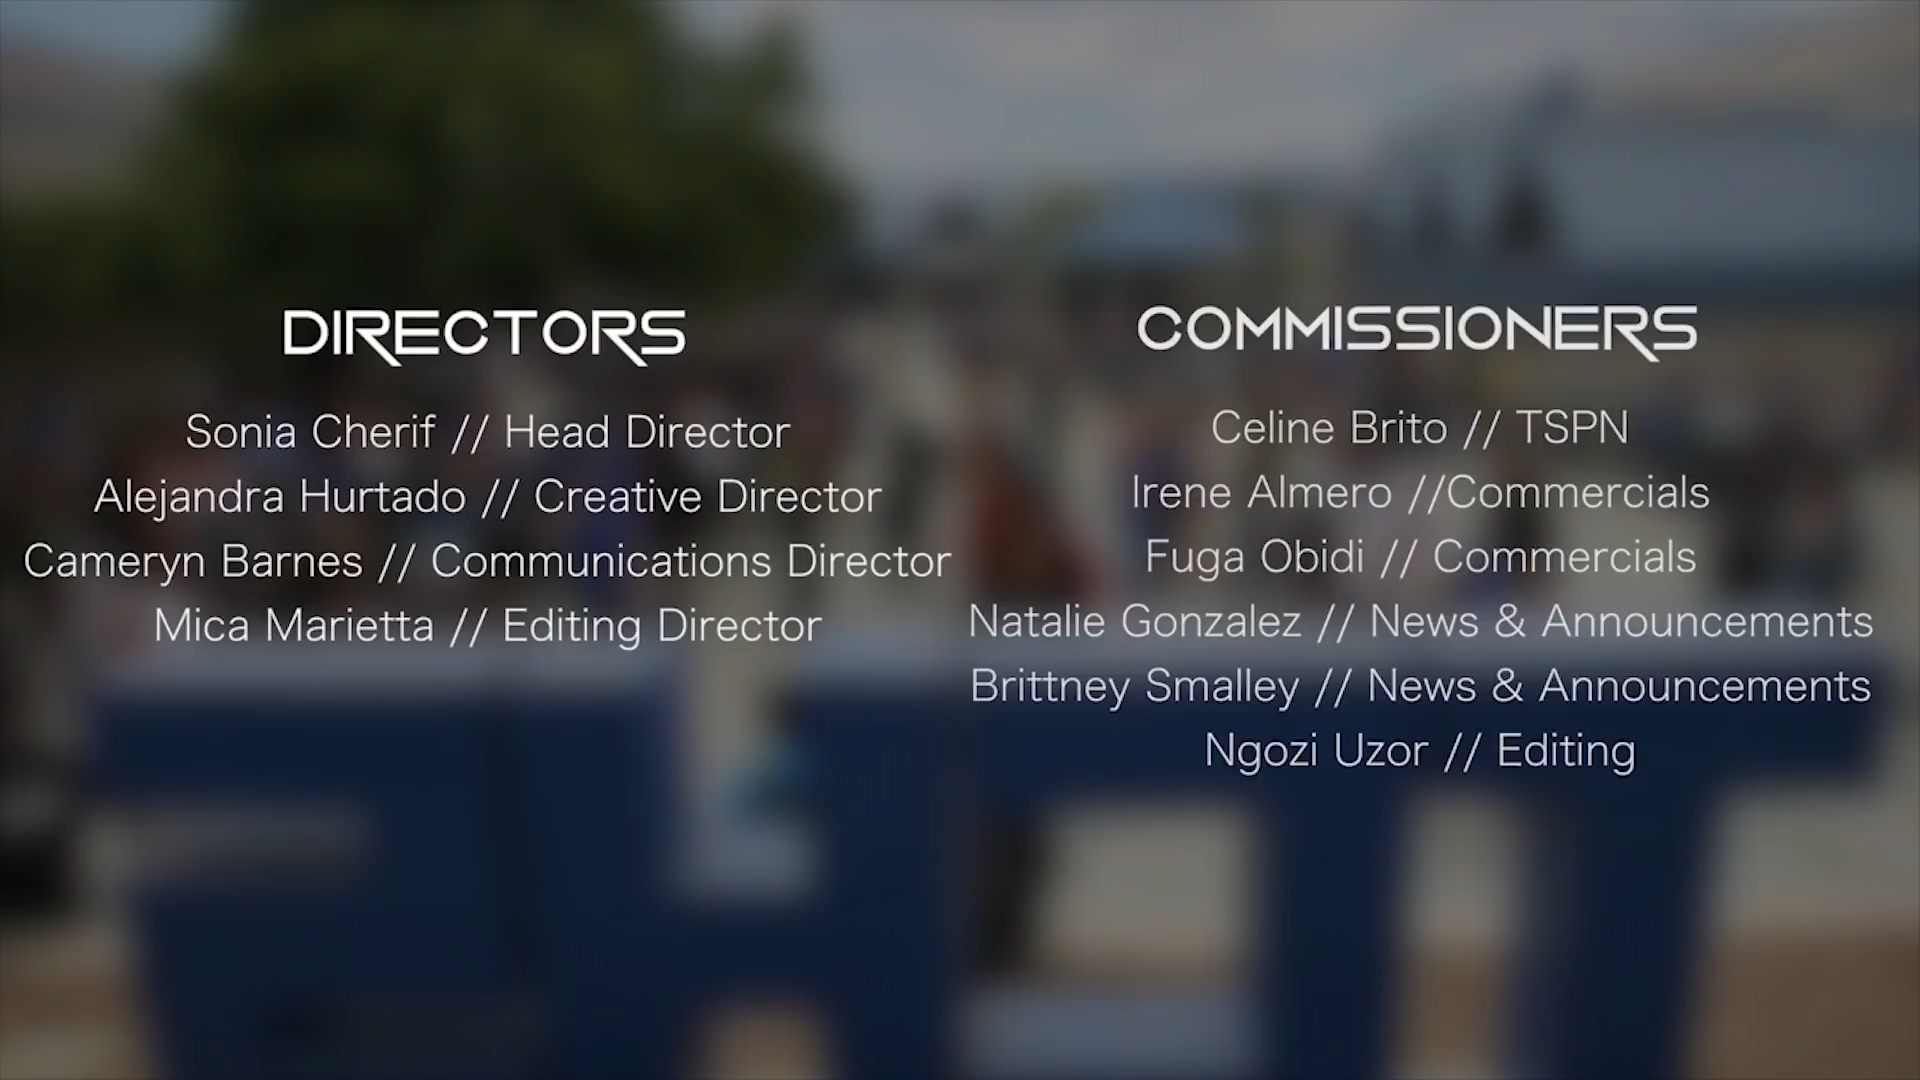 DIRECTORS
Sonia Cherif // Head Director
Alejandra Hurtado // Creative Director
Cameryn Barnes // Communications Director
Mica Marietta // Editing Director
COMMISSIONERS
Celine Brito // TSPN
Irene Almero //Commercials
Fuga Obidi // Commercials
Natalie Gonzalez // News & Announcements
Brittney Smalley // News & Announcements
Ngozi Uzor // Editing